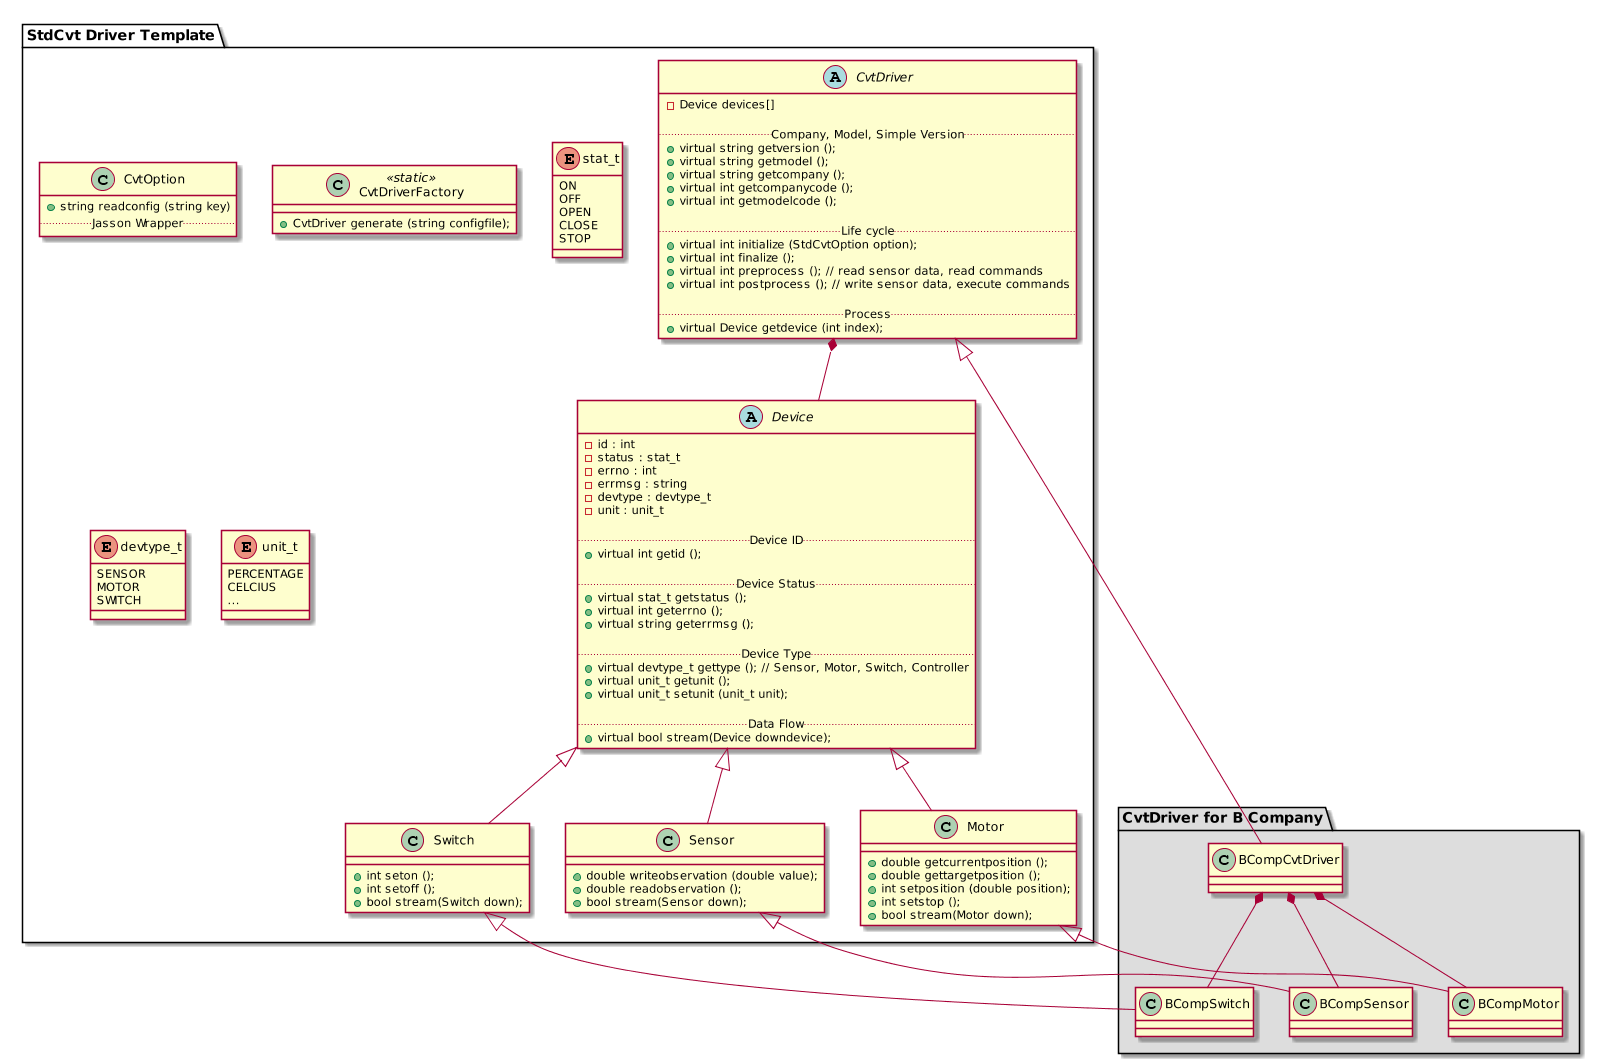 StdCvt Driver Template
A CvtDriver
Device devices[]
Company, Model, Simple Version
virtual string getversion ();
virtual string getmodel ();
virtual string getcompany ();
virtual int getcompanycode ();
virtual int getmodelcode ();
Life cycle
virtual int initialize (StdCvtOption option);
virtual int finalize ();
virtual int preprocess (); // read sensor data, read commands
virtual int postprocess (); // write sensor data, execute commands
Process
virtual Device getdevice (int index);
C CvtOption
string readconfig (string key)
Jasson Wrapper
C «static»
CvtDriverFactory
CvtDriver generate (string configfile);
E stat_t
ON
OFF
OPEN
CLOSE
STOP
A Device
id : int
status : stat_t
errno : int
errmsg : string
devtype : devtype_t
unit : unit_t
Device ID
virtual int getid ();
Device Status
virtual stat_t getstatus ();
virtual int geterrno ();
virtual string geterrmsg ();
Device Type
virtual devtype_t gettype (); // Sensor, Motor, Switch, Controller
virtual unit_t getunit ();
virtual unit_t setunit (unit_t unit);
Data Flow
virtual bool stream(Device downdevice);
E devtype_t
SENSOR
MOTOR
SWITCH
E unit_t
PERCENTAGE
CELCIUS
...
C Switch
int seton ();
int setoff ();
bool stream(Switch down);
C Sensor
double writeobservation (double value);
double readobservation ();
bool stream(Sensor down);
C Motor
double getcurrentposition ();
double gettargetposition ();
int setposition (double position);
int setstop ();
bool stream(Motor down);
CvtDriver for B Company
C BCompCvtDriver
C BCompSwitch
C BCompSensor
C BCompMotor